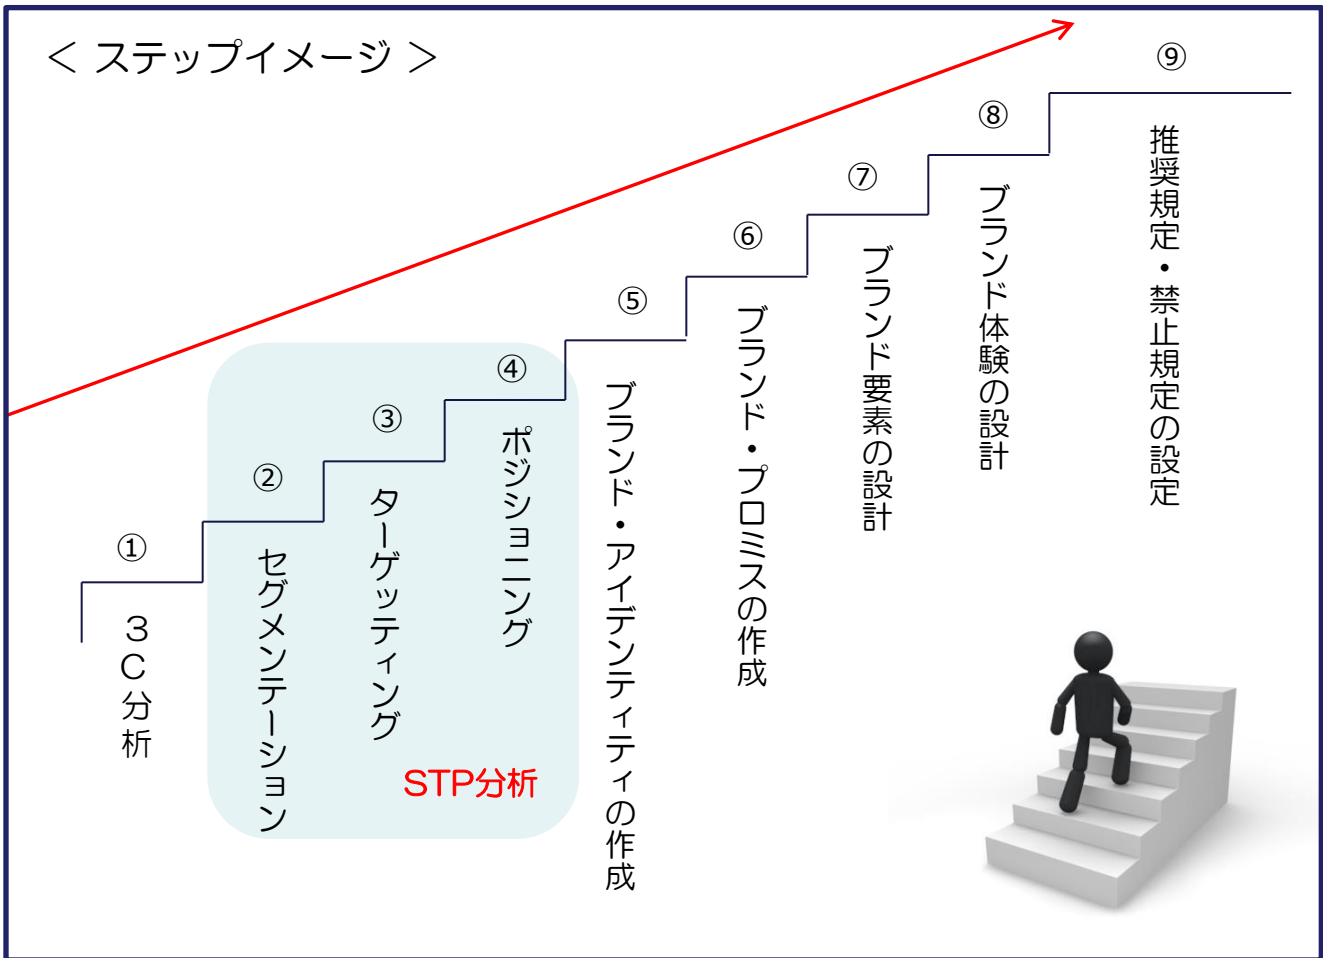 ＜ ステップイメージ ＞
①
３Ｃ分析
②
セグメンテーション
③
ターゲッティング
④
ポジショニング
STP分析
⑤
ブランド・アイデンティティの作成
⑥
ブランド・プロミスの作成
⑦
ブランド要素の設計
⑧
ブランド体験の設計
⑨
推奨規定・禁止規定の設定